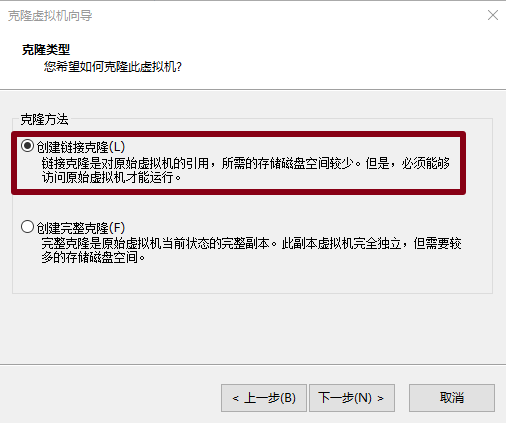 克隆虚拟机向导
克隆类型
您希望如何克隆此虚拟机?
克隆方法
创建链接克隆(L)
链接克隆是对原始虚拟机的引用，所需的存储磁盘空间较少。但是，必须能够
访问原始虚拟机才能运行。
创建完整克隆(F)
完整克隆是原始虚拟机当前状态的完整副本。此副本虚拟机完全独立，但需要较
多的存储磁盘空间。
< 上一步(B) 下一步(N) > 取消